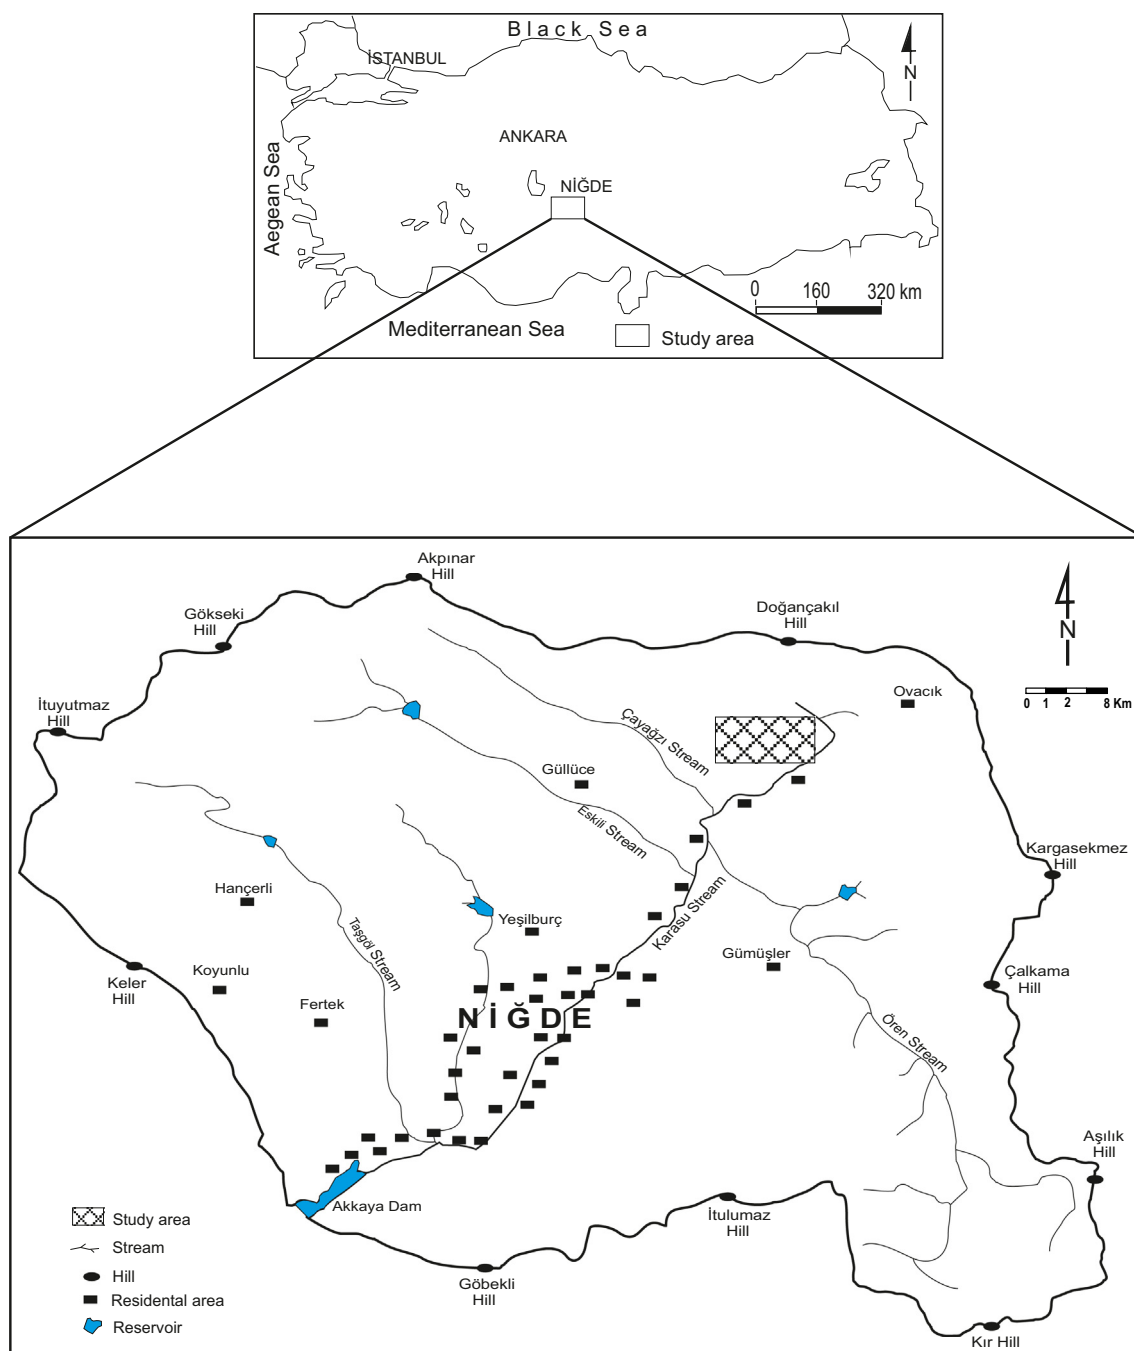 Black Sea
İSTANBUL
N
ANKARA
Aegean Sea
NİĞDE
0 160 320 km
Mediterranean Sea
Study area
Akpınar
Hill
Gökseki
Hill
Doğançakıl
Hill
N
İtuyutmaz
Hill
Ovacık
0 1 2 8 Km
Çayağzı Stream
Güllüce
Eskili Stream
Kargasekmez
Hill
Hançerli
Yeşilburç
Karasu Stream
Taşgöl Stream
Gümüşler
Keler
Hill
Koyunlu
Çalkama
Hill
Fertek
NİĞDE
Ören Stream
Aşılık
Hill
Akkaya Dam
İtulumaz
Hill
Göbekli
Hill
Kır Hill
Study area
Stream
Hill
Residental area
Reservoir